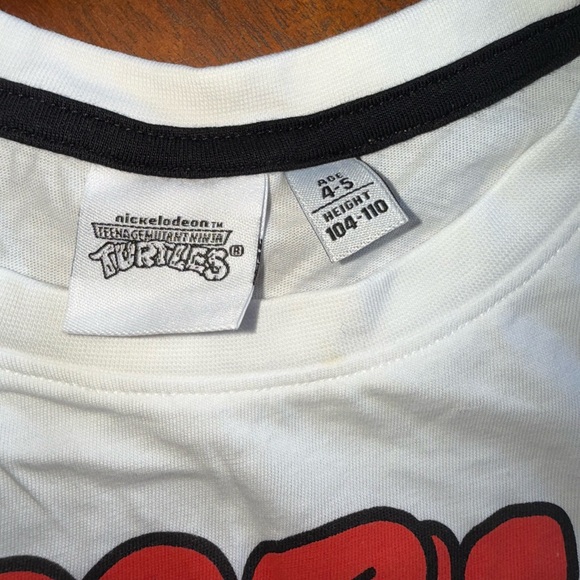 nickelodeon™
TEENAGE MUTANT NINJA
TURTLES®
AGE
4-5
HEIGHT
104-110